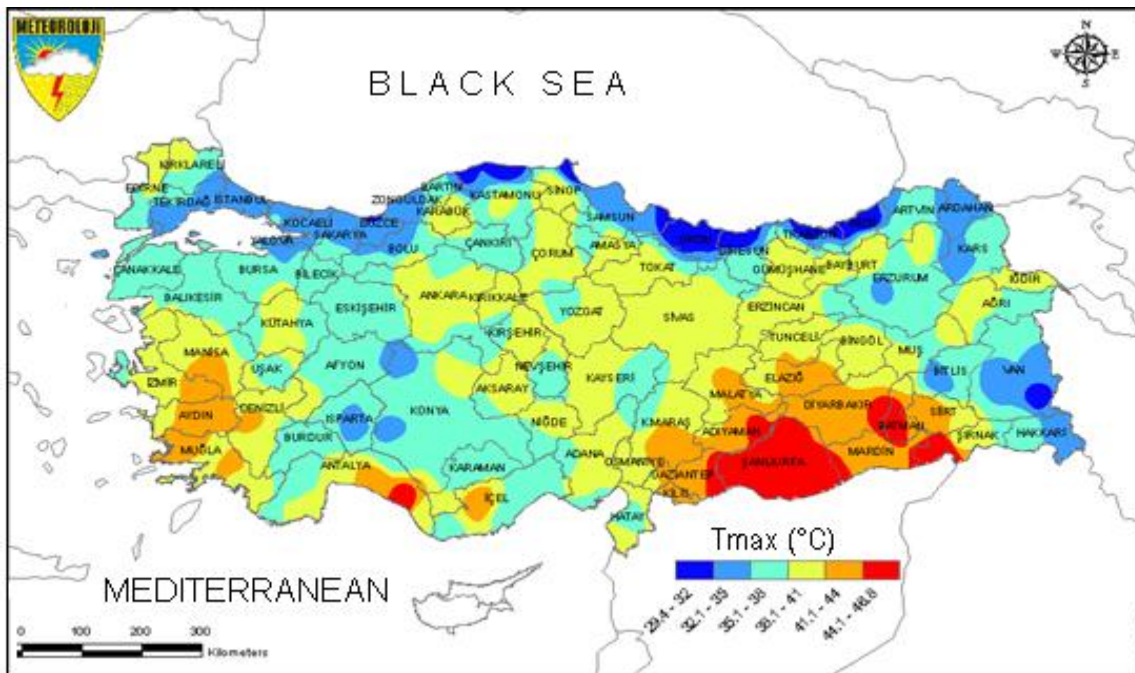 METEOROLOJI
N
W E
S
BLACK SEA
KIRKLARELİ
EDİRNE
TEKİRDAĞ
İSTANBUL
KOCAELİ
YALOVA
SAKARYA
DÜZCE
ZONGULDAK
BARTIN
KARABÜK
KASTAMONU
SİNOP
SAMSUN
ORDU
GİRESUN
TRABZON
ARTVİN
ARDAHAN
BOLU
ÇANKIRI
ÇORUM
AMASYA
TOKAT
GÜMÜŞHANE
BAYBURT
ERZURUM
KARS
IĞDIR
AĞRI
ÇANAKKALE
BURSA
BİLECİK
BALIKESİR
ESKİŞEHİR
KÜTAHYA
ANKARA
KIRIKKALE
YOZGAT
SİVAS
ERZİNCAN
KIRŞEHİR
TUNCELİ
BİNGÖL
MUŞ
MANİSA
UŞAK
AFYON
NEVŞEHİR
KAYSERİ
ELAZIĞ
BİTLİS
VAN
İZMİR
AKSARAY
MALATYA
DİYARBAKIR
SİİRT
AYDIN
DENİZLİ
ISPARTA
KONYA
NİĞDE
K.MARAŞ
ADIYAMAN
BATMAN
ŞIRNAK
HAKKARİ
MUĞLA
BURDUR
ANTALYA
KARAMAN
ADANA
OSMANİYE
GAZİANTEP
ŞANLIURFA
MARDİN
İÇEL
KİLİS
HATAY
Tmax (°C)
29.4 - 32
32.1 - 35
35.1 - 38
38.1 - 41
41.1 - 44
44.1 - 46.8
MEDITERRANEAN
0 100 200 300
Kilometers